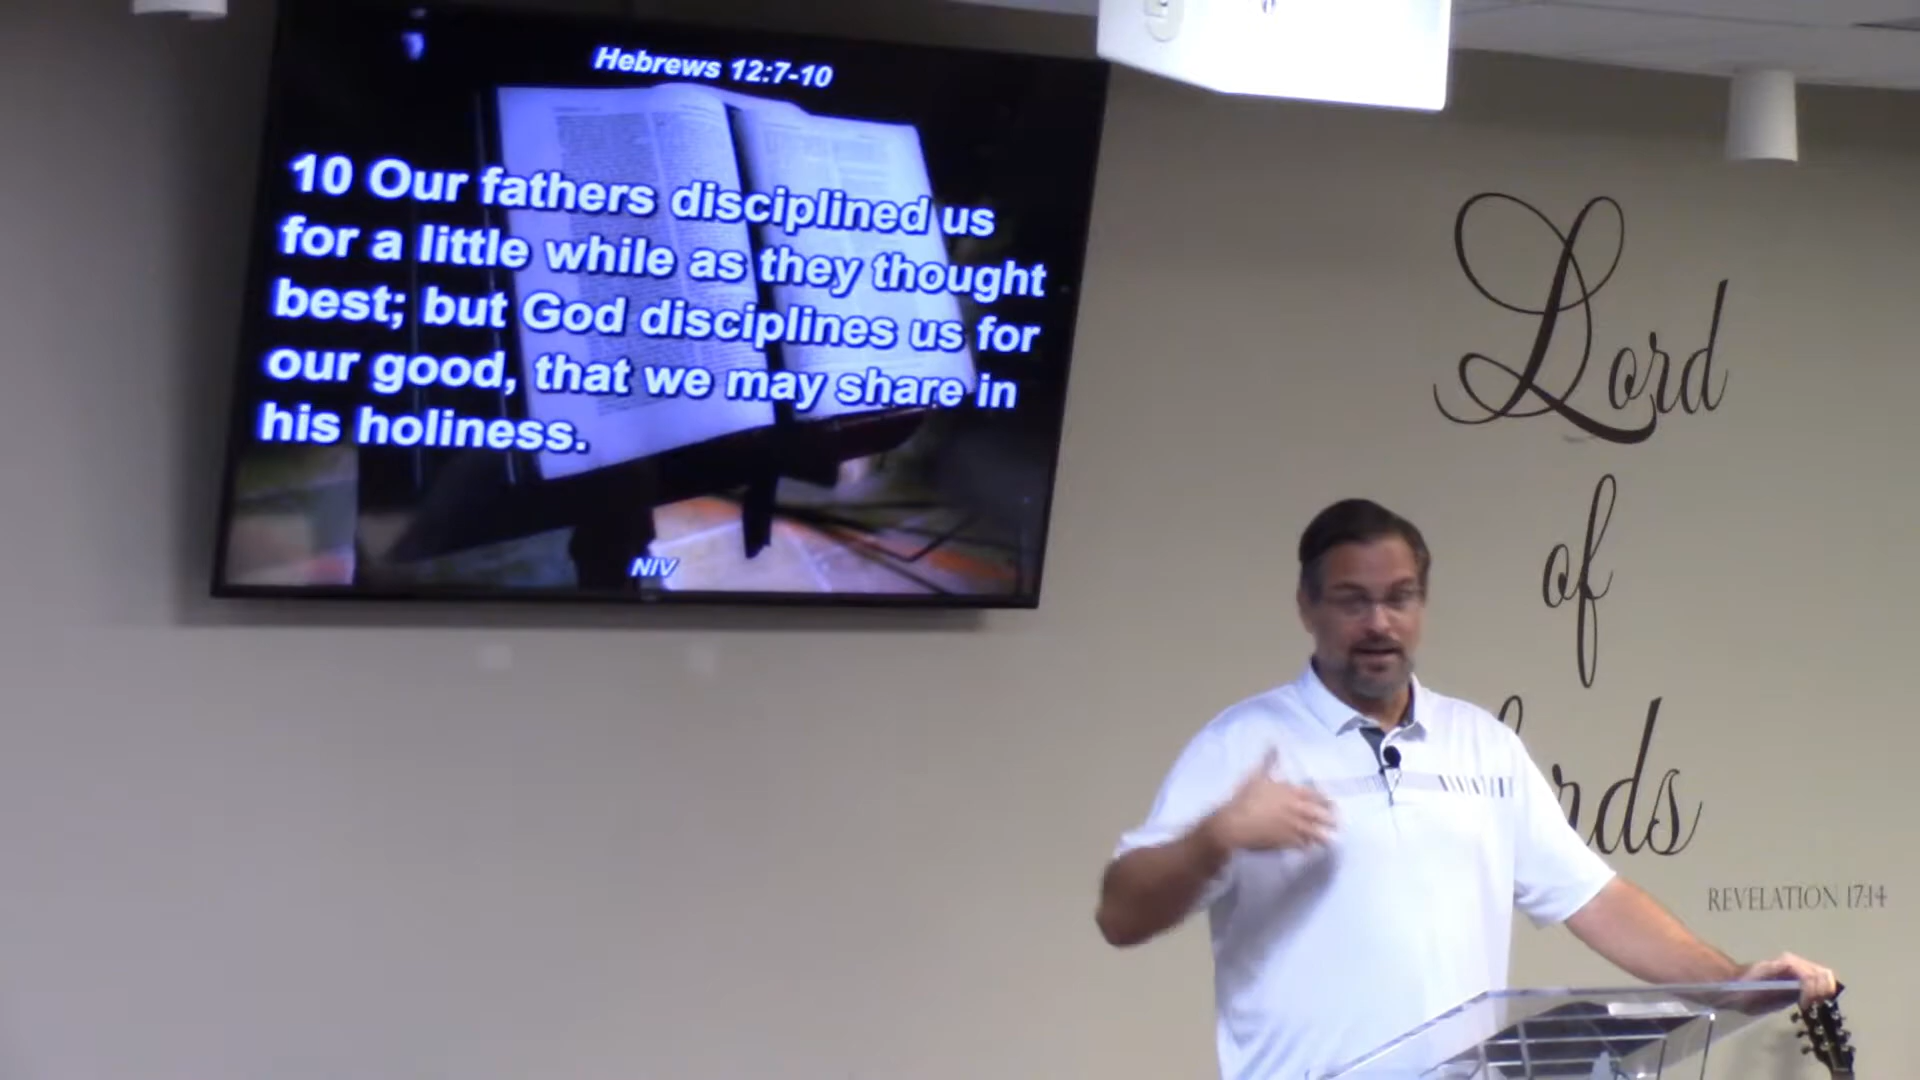 Hebrews 12:7-10
10 Our fathers disciplined us
for a little while as they thought
best; but God disciplines us for
our good, that we may share in
his holiness.
NIV
Lord
of
rds
REVELATION 17:14